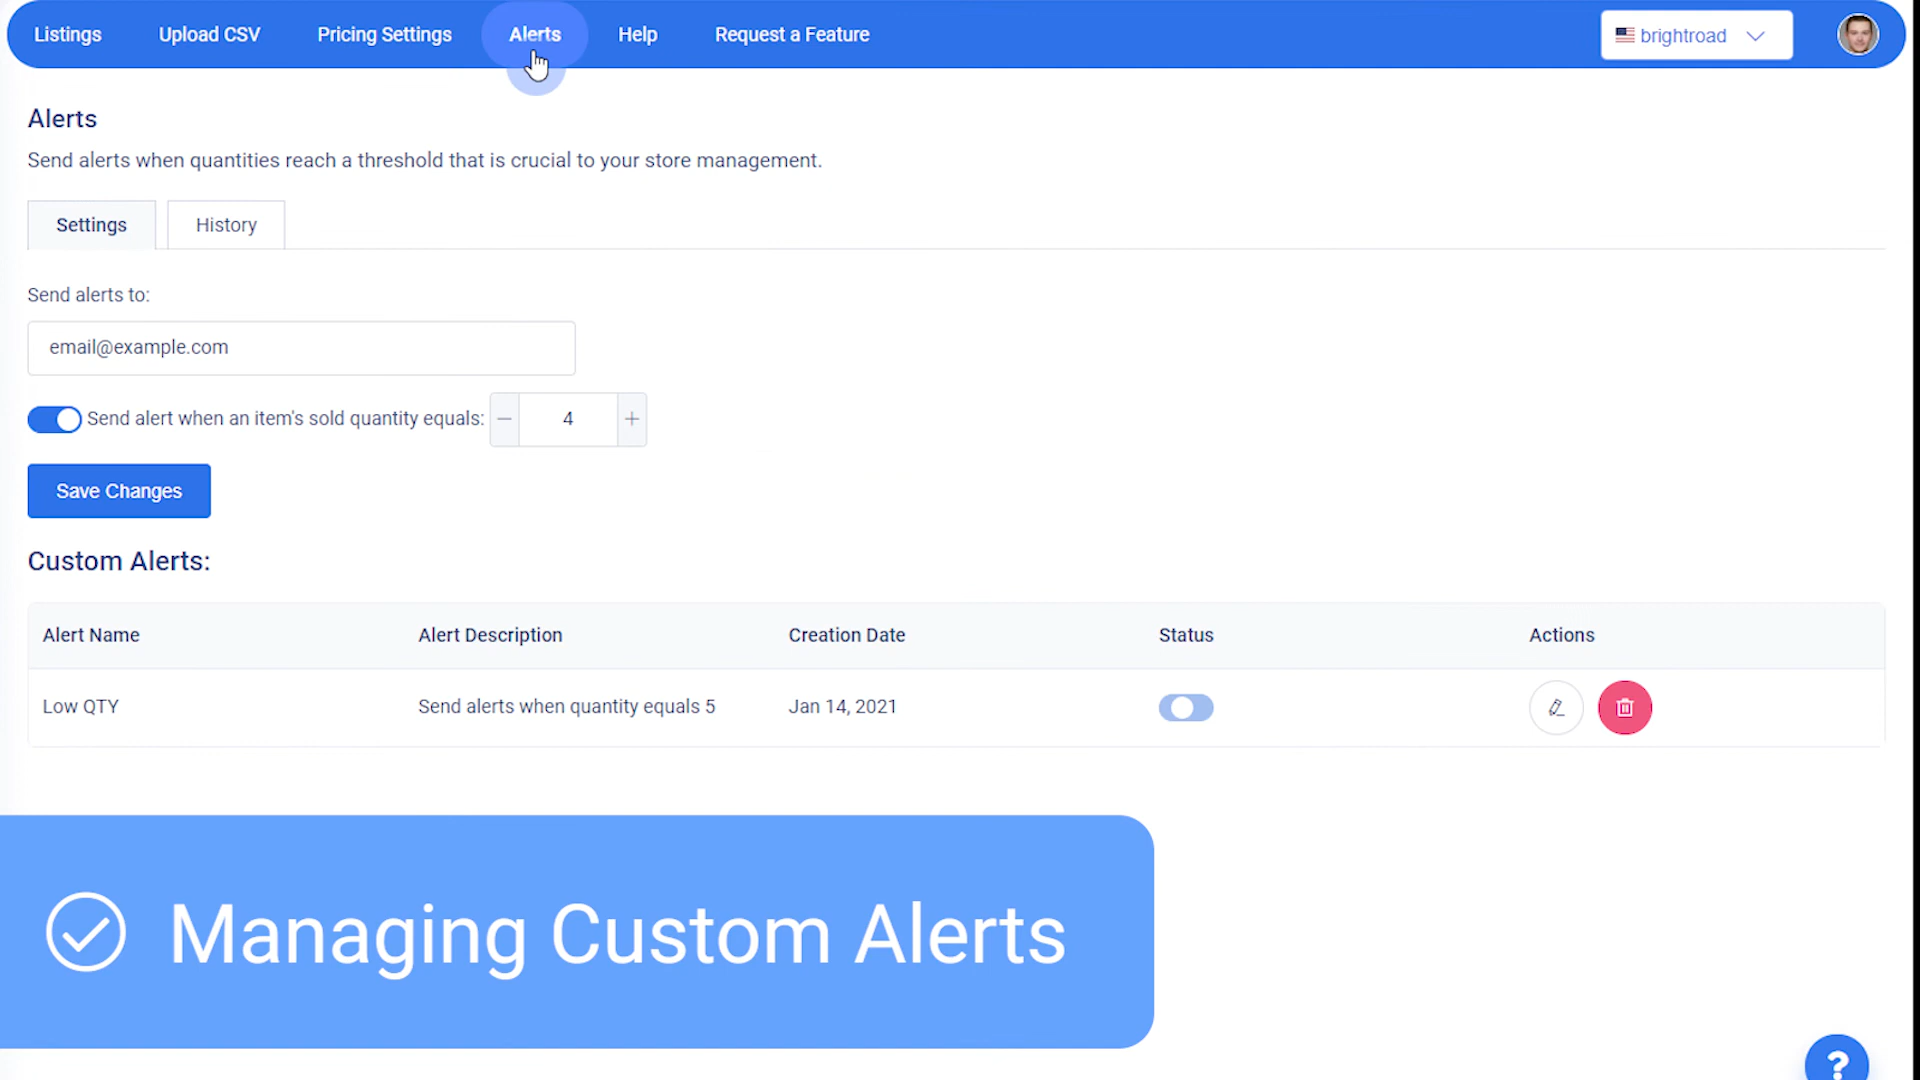 Listings Upload CSV Pricing Settings Alerts Help Request a Feature brightroad
Alerts
Send alerts when quantities reach a threshold that is crucial to your store management.
Settings History
Send alerts to:
email@example.com
Send alert when an item's sold quantity equals: − 4 +
Save Changes
Custom Alerts:
Alert Name Alert Description Creation Date Status Actions
Low QTY Send alerts when quantity equals 5 Jan 14, 2021
Managing Custom Alerts
?